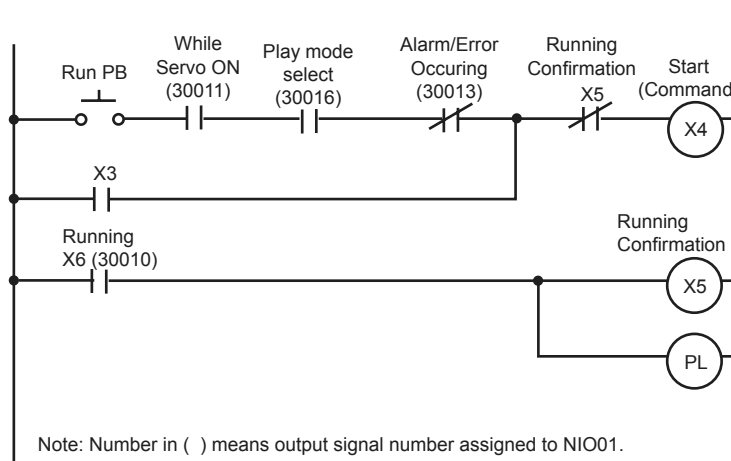 Run PB
While
Servo ON
(30011)
Play mode
select
(30016)
Alarm/Error
Occuring
(30013)
Running
Confirmation
X5
Start
(Command
X4
X3
Running
X6 (30010)
Running
Confirmation
X5
PL
Note: Number in ( ) means output signal number assigned to NIO01.